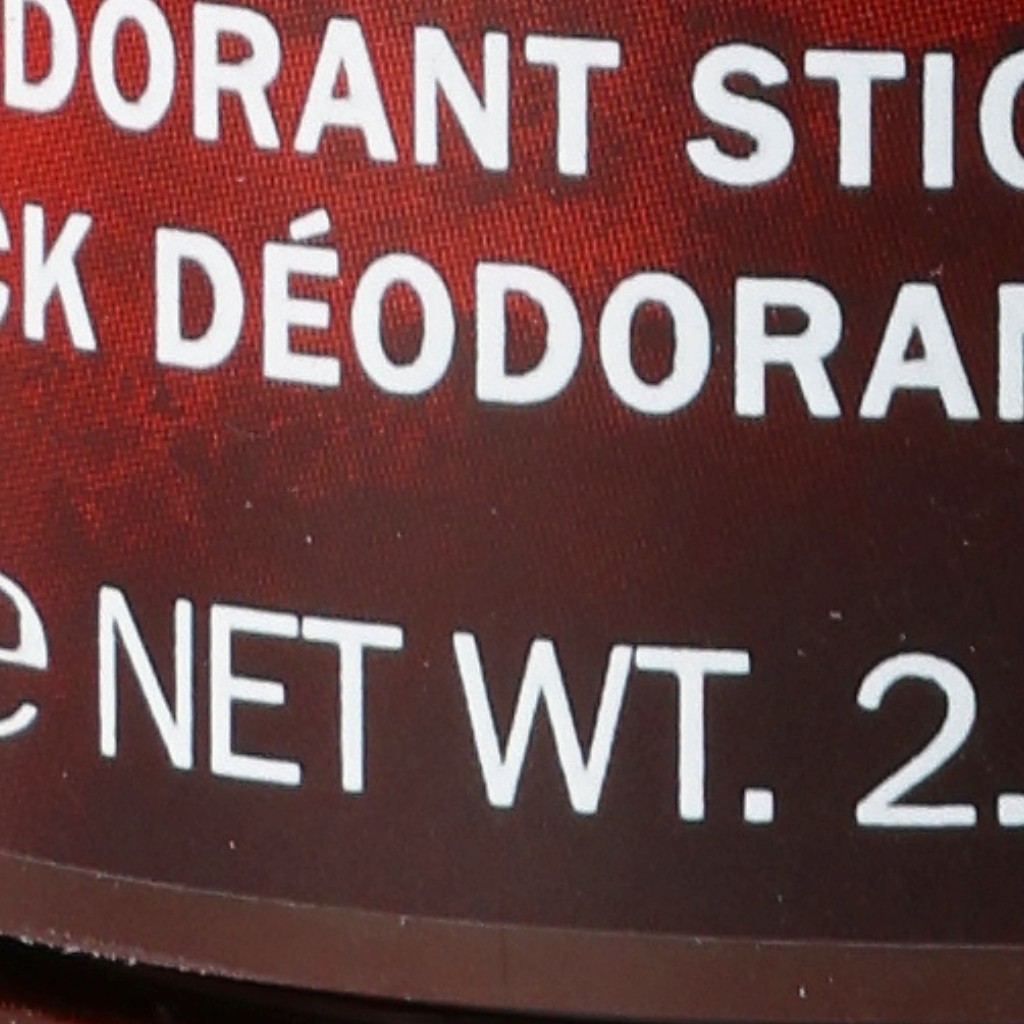 DORANT STIC
CK DÉODORAN
e NET WT. 2.